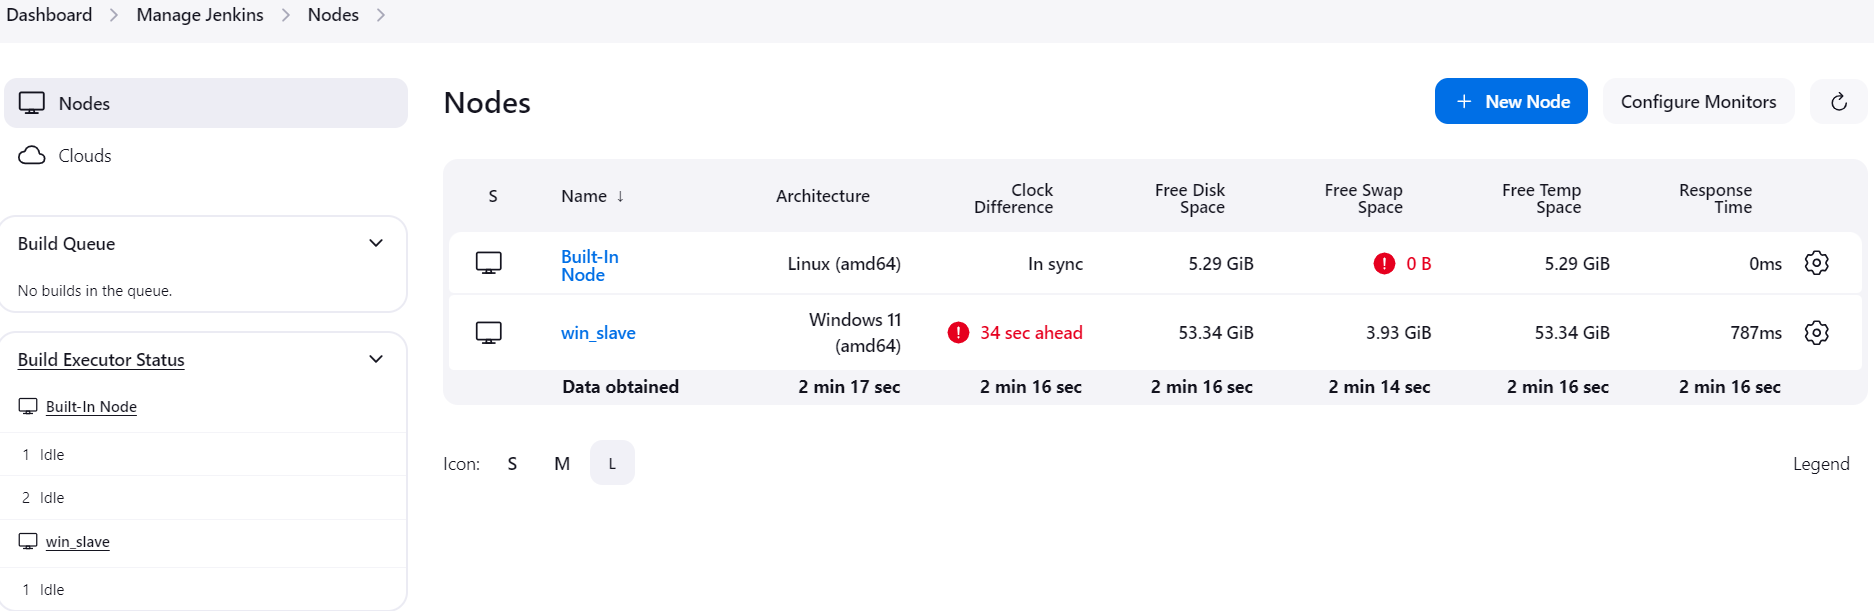 Dashboard > Manage Jenkins > Nodes >
Nodes
Clouds
Build Queue
No builds in the queue.
Build Executor Status
Built-In Node
1 Idle
2 Idle
win_slave
1 Idle
Nodes
+ New Node
Configure Monitors
S Name ↓ Architecture Clock Difference Free Disk Space Free Swap Space Free Temp Space Response Time
Built-In Node Linux (amd64) In sync 5.29 GiB ! 0 B 5.29 GiB 0ms
win_slave Windows 11 (amd64) ! 34 sec ahead 53.34 GiB 3.93 GiB 53.34 GiB 787ms
Data obtained 2 min 17 sec 2 min 16 sec 2 min 16 sec 2 min 14 sec 2 min 16 sec 2 min 16 sec
Icon: S M L
Legend